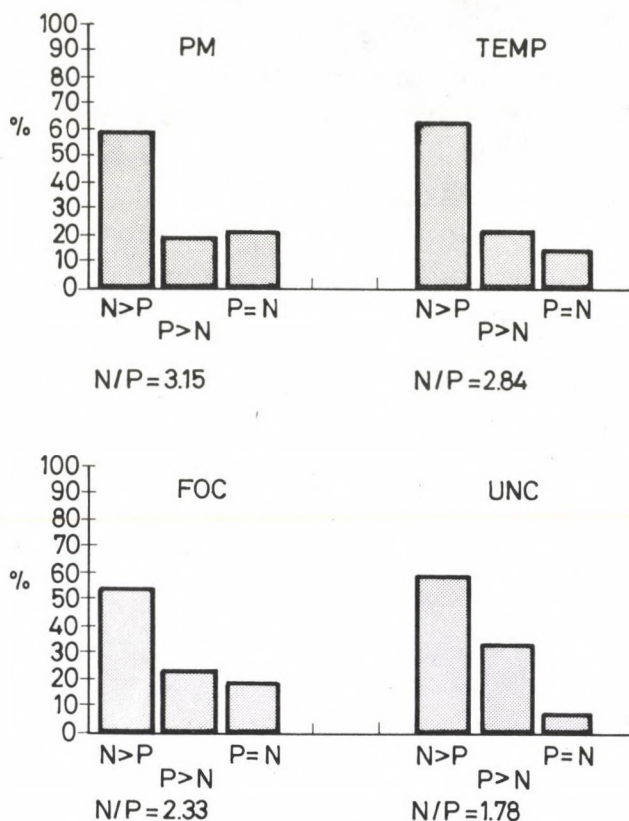 100
90
80
70
% 60
50
40
30
20
10
0
PM
TEMP
N>P P=N
P>N
N>P P=N
P>N
N/P=3.15
N/P=2.84
100
90
80
70
60
% 50
40
30
20
10
0
FOC
UNC
N>P P=N
P>N
N>P P=N
P>N
N/P=2.33
N/P=1.78